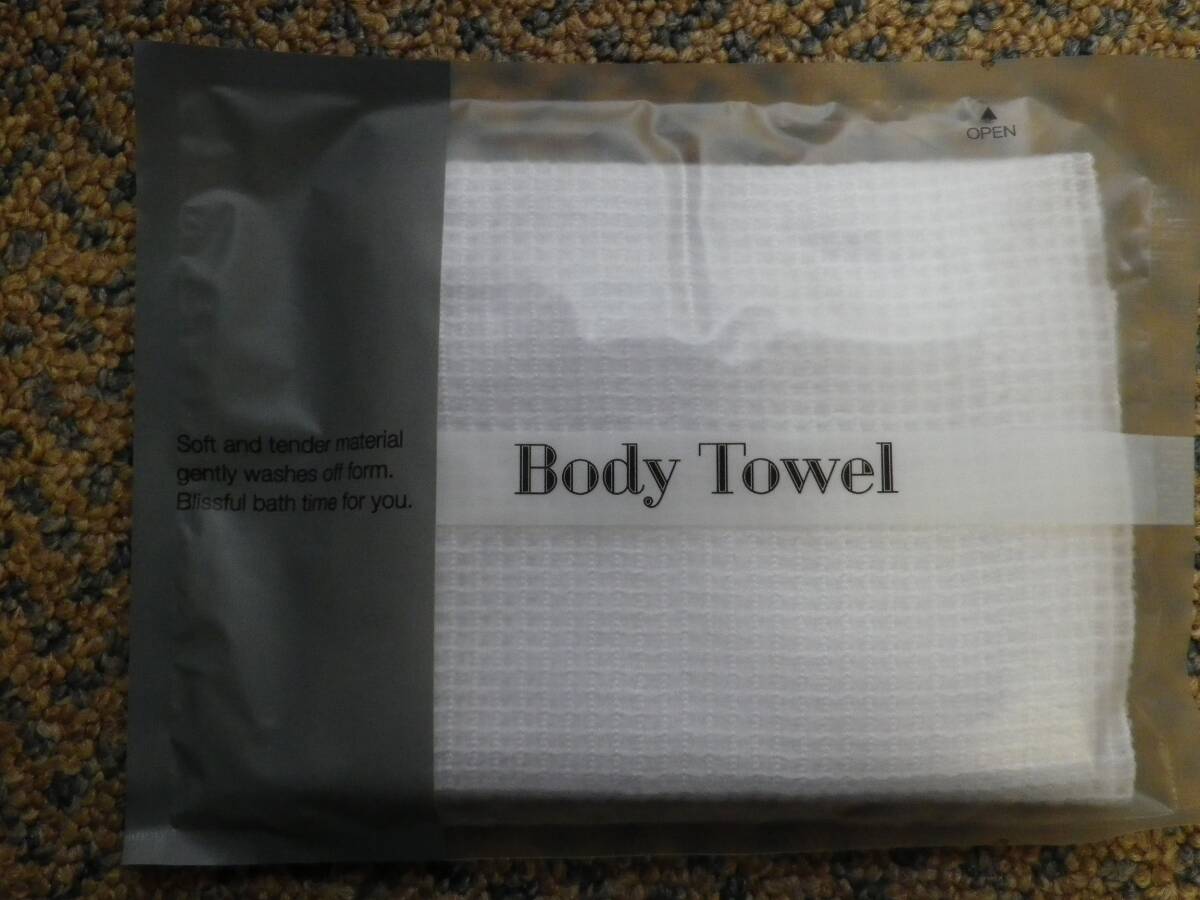 ▲
OPEN
Soft and tender material
gently washes off form.
Blissful bath time for you.
Body Towel